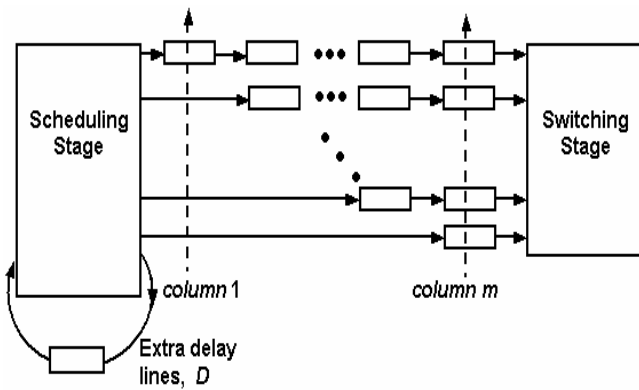 Scheduling
Stage
Switching
Stage
column 1
column m
Extra delay
lines, D